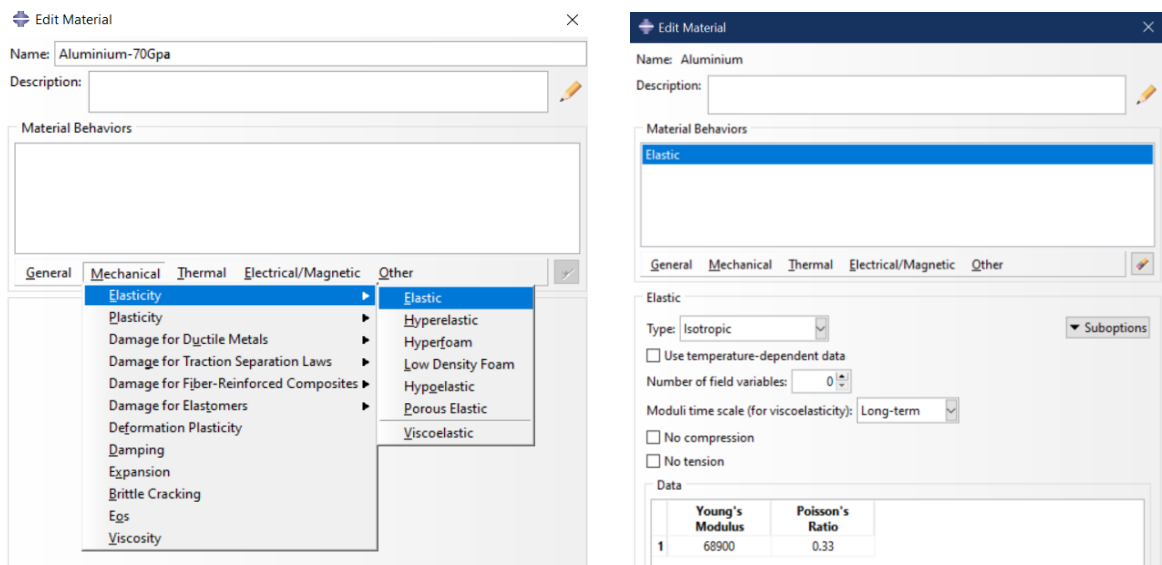 Edit Material
Name: Aluminium-70Gpa
Description:
Material Behaviors
General Mechanical Thermal Electrical/Magnetic Other
Elasticity
Plasticity
Damage for Ductile Metals
Damage for Traction Separation Laws
Damage for Fiber-Reinforced Composites
Damage for Elastomers
Deformation Plasticity
Damping
Expansion
Brittle Cracking
Eos
Viscosity
Elastic
Hyperelastic
Hyperfoam
Low Density Foam
Hypoelastic
Porous Elastic
Viscoelastic
Edit Material
Name: Aluminium
Description:
Material Behaviors
Elastic
General Mechanical Thermal Electrical/Magnetic Other
Elastic
Type: Isotropic
Suboptions
Use temperature-dependent data
Number of field variables: 0
Moduli time scale (for viscoelasticity): Long-term
No compression
No tension
Data
Young's Poisson's
Modulus Ratio
1 68900 0.33